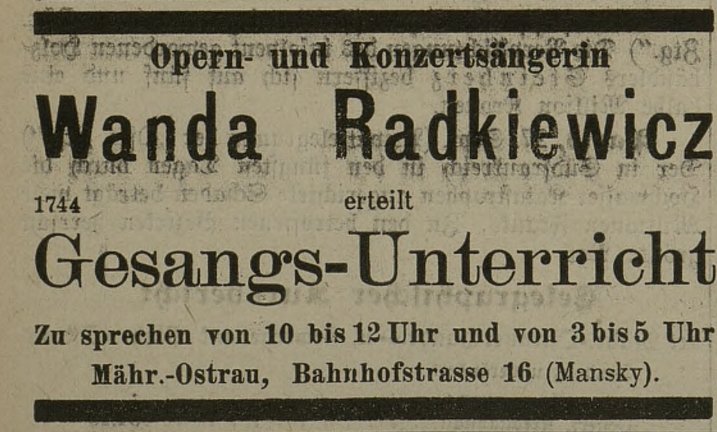 Opern- und Konzertsängerin
Wanda Radkiewicz
1744 erteilt
Gesangs-Unterricht
Zu sprechen von 10 bis 12 Uhr und von 3 bis 5 Uhr
Mähr.-Ostrau, Bahnhofstrasse 16 (Mansky).